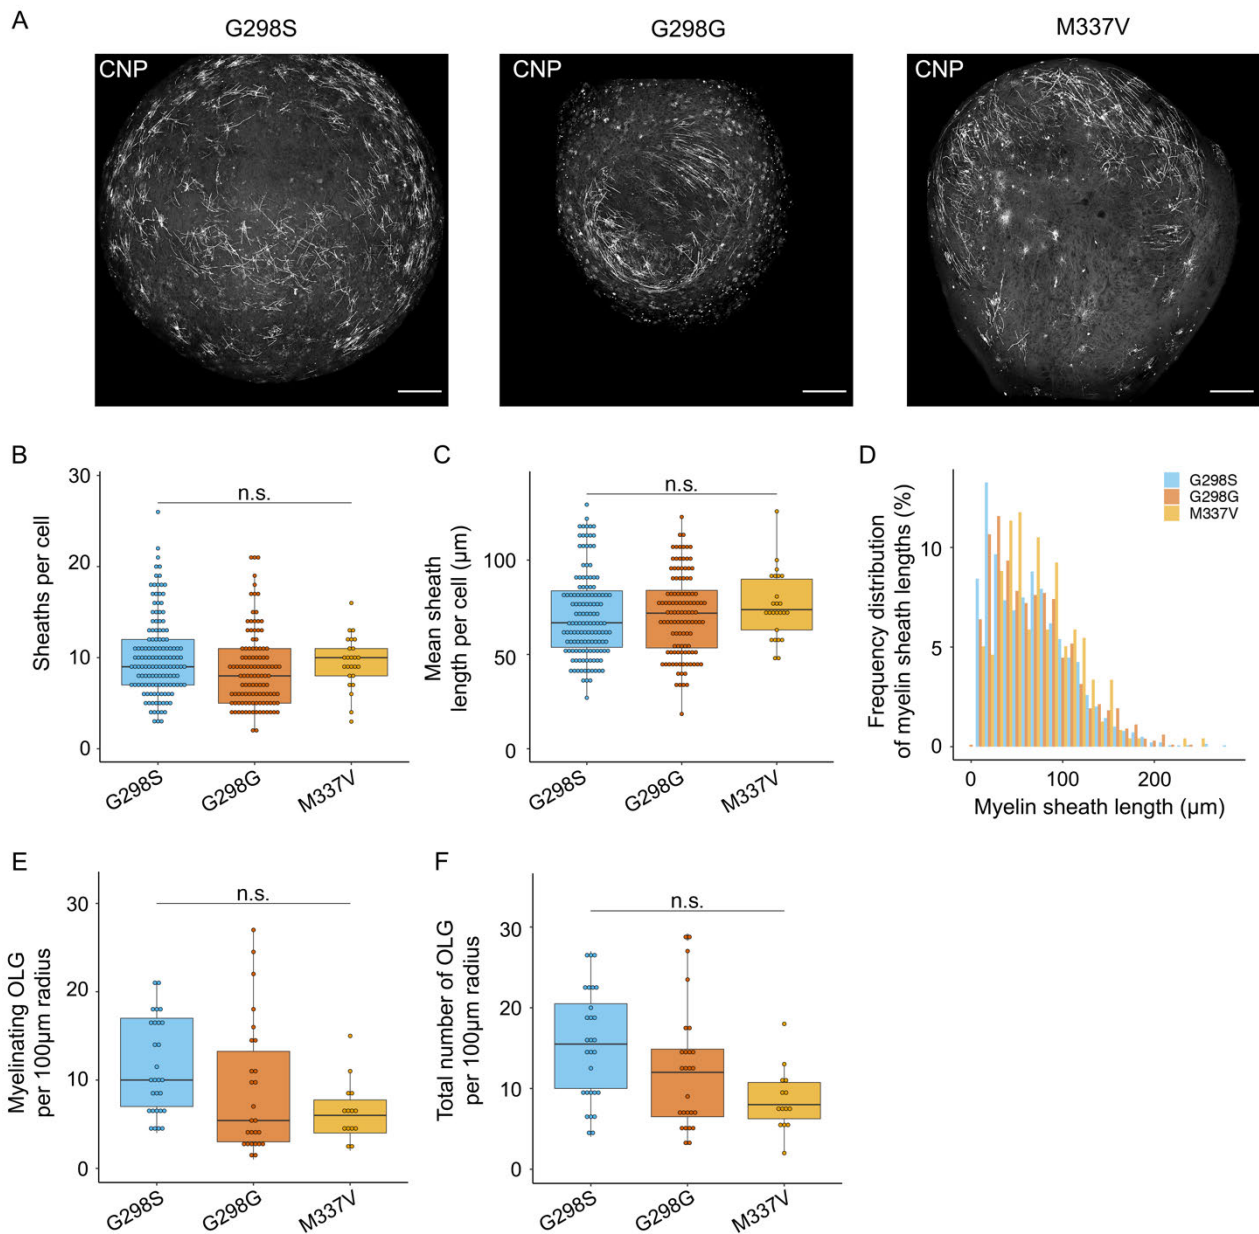 A
G298S
G298G
M337V
CNP
CNP
CNP
B
30
20
10
0
Sheaths per cell
n.s.
G298S
G298G
M337V
C
100
50
0
Mean sheath
length per cell (µm)
n.s.
G298S
G298G
M337V
D
10
5
0
Frequency distribution
of myelin sheath lengths (%)
G298S
G298G
M337V
0
100
200
Myelin sheath length (µm)
E
30
20
10
0
Myelinating OLG
per 100µm radius
n.s.
G298S
G298G
M337V
F
30
20
10
0
Total number of OLG
per 100µm radius
n.s.
G298S
G298G
M337V